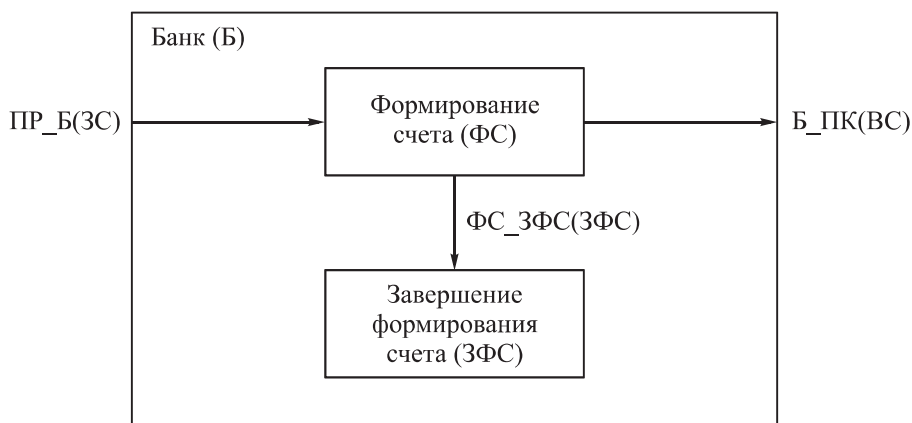 Банк (Б)
ПР_Б(ЗС)
Формирование
счета (ФС)
Б_ПК(ВС)
ФС_ЗФС(ЗФС)
Завершение
формирования
счета (ЗФС)